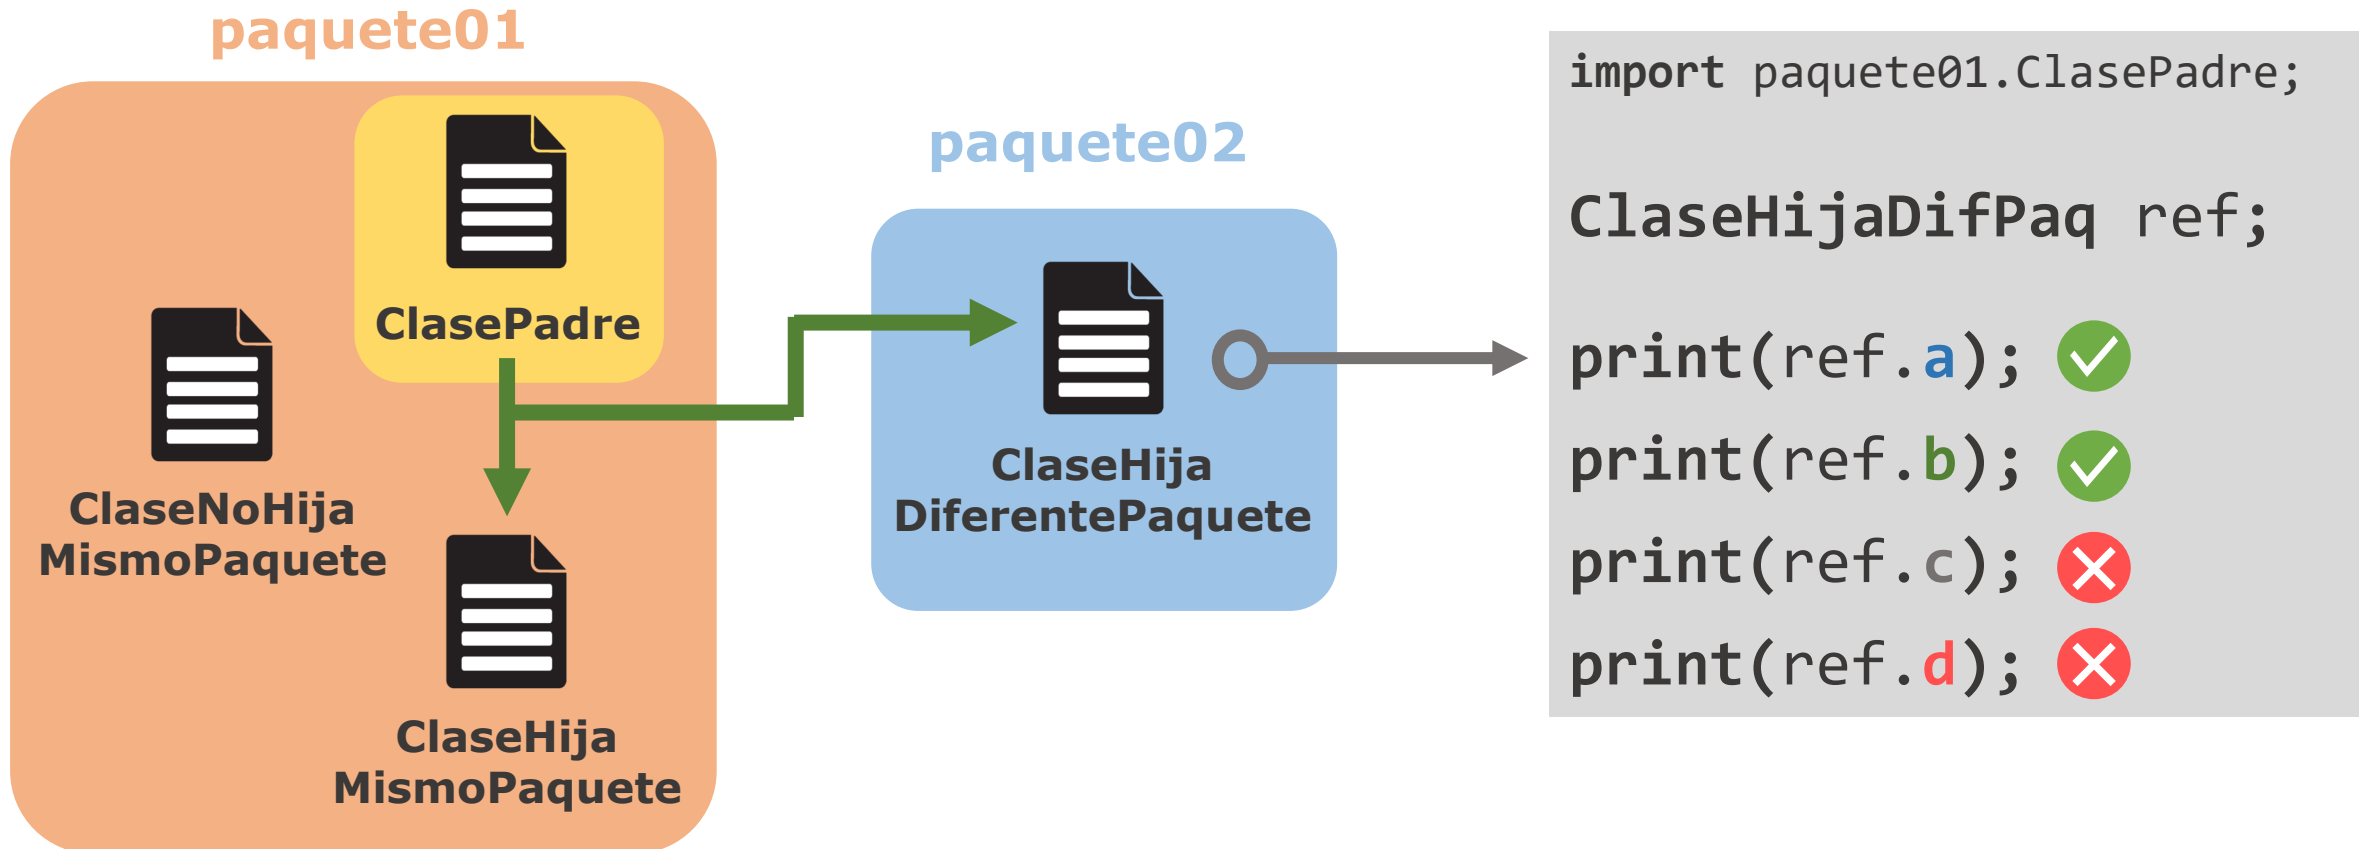 paquete01
ClasePadre
ClaseNoHija
MismoPaquete
ClaseHija
MismoPaquete
paquete02
ClaseHija
DiferentePaquete
import paquete01.ClasePadre;
ClaseHijaDifPaq ref;
print(ref.a);
print(ref.b);
print(ref.c);
print(ref.d);